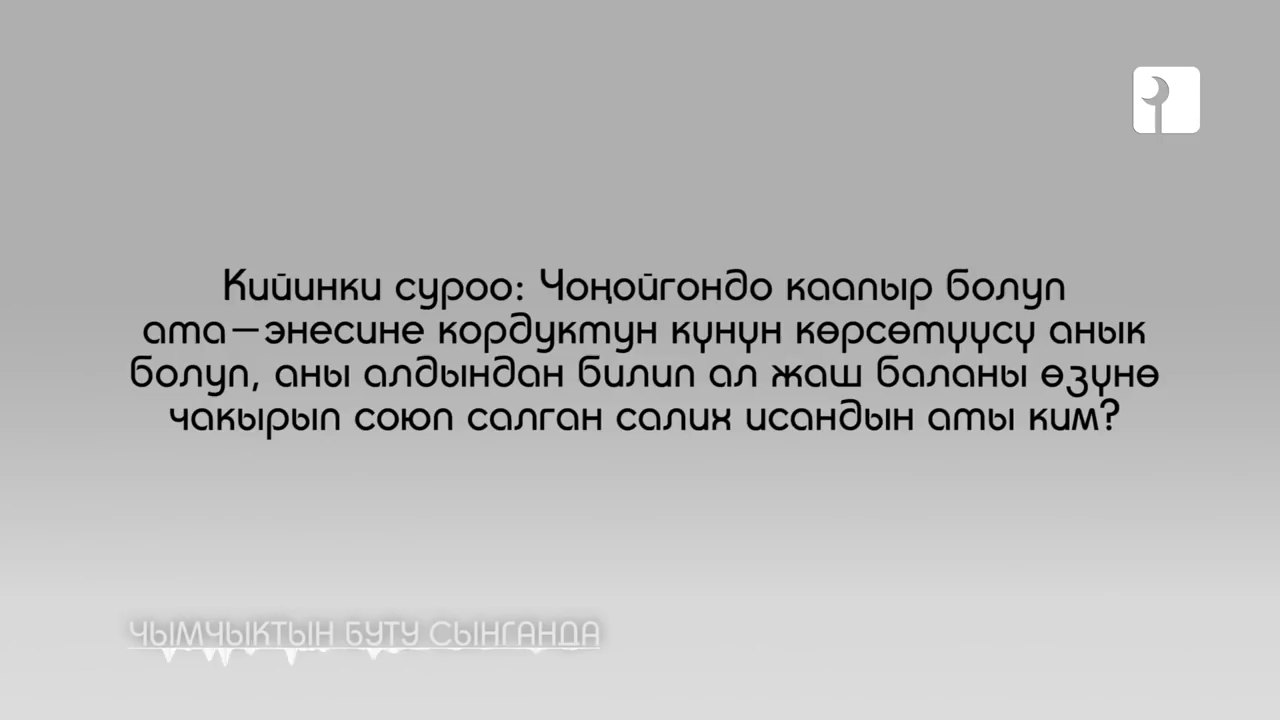 Кийинки суроо: Чоңойгондо каапыр болуп
ата–энесине кордуктун күнүн көрсөтүүсү анык
болуп, аны алдындан билип ал жаш баланы өзүнө
чакырып союп салган салих исандын аты ким?
ЧЫМЧЫКТЫН БУТУ СЫНГАНДА